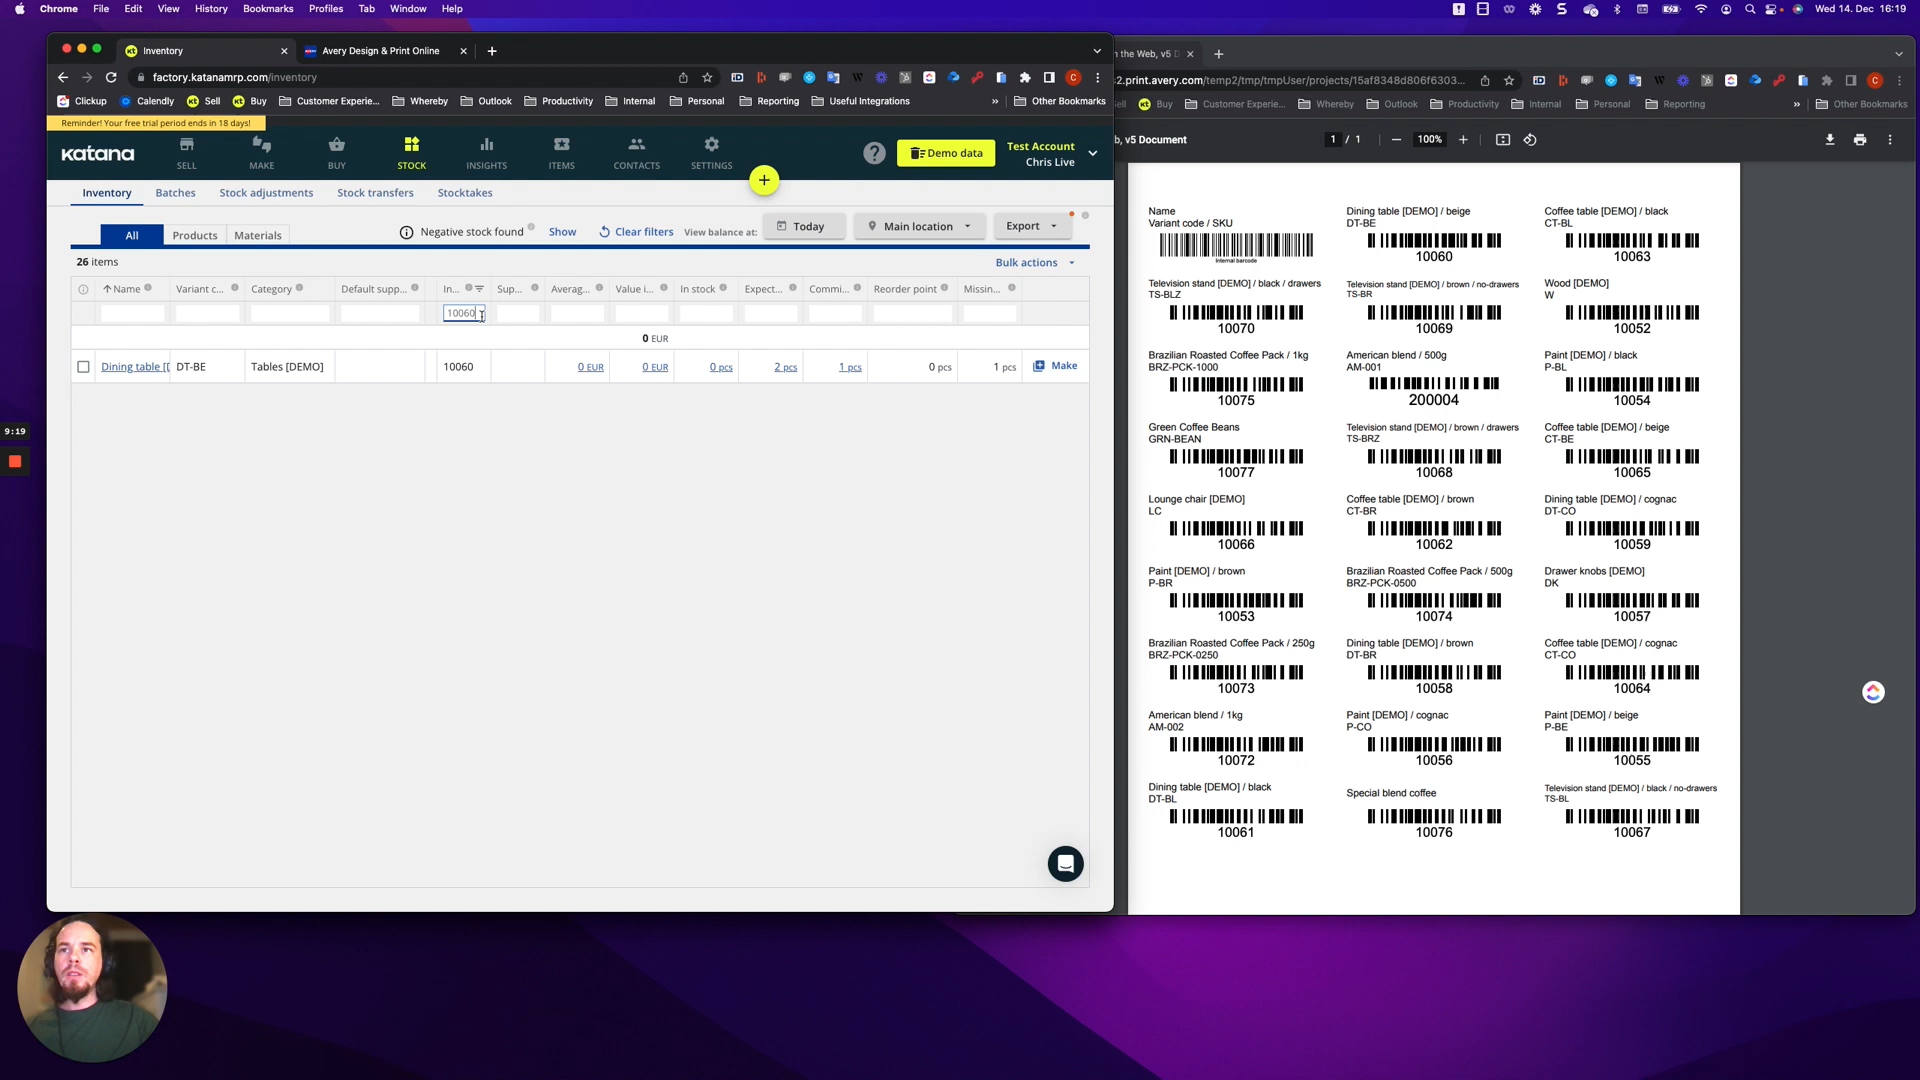 Chrome File Edit View History Bookmarks Profiles Tab Window Help
Wed 14. Dec 16:19
Inventory
Avery Design & Print Online
factory.katanamrp.com/inventory
Clickup Calendly Sell Buy Customer Experie... Whereby Outlook Productivity Internal Personal Reporting Useful Integrations » Other Bookmarks
Reminder! Your free trial period ends in 18 days!
katana
SELL MAKE BUY STOCK INSIGHTS ITEMS CONTACTS SETTINGS
Demo data
Test Account
Chris Live
Inventory Batches Stock adjustments Stock transfers Stocktakes
All Products Materials
Negative stock found Show Clear filters View balance at: Today Main location Export
26 items
Bulk actions
Name Variant c... Category Default supp... In... Sup... Averag... Value i... In stock Expect... Commi... Reorder point Missin...
10060
0 EUR
Dining table [D DT-BE Tables [DEMO] 10060 0 EUR 0 EUR 0 pcs 2 pcs 1 pcs 0 pcs 1 pcs Make
9:19
n the Web, v5 D
2.print.avery.com/temp2/tmp/tmpUser/projects/15af8348d806f6303...
ell Buy Customer Experie... Whereby Outlook Productivity Internal Personal Reporting » Other Bookmarks
b, v5 Document
1 / 1 100%
Name
Variant code / SKU
Internal barcode
Dining table [DEMO] / beige
DT-BE
10060
Coffee table [DEMO] / black
CT-BL
10063
Television stand [DEMO] / black / drawers
TS-BLZ
10070
Television stand [DEMO] / brown / no-drawers
TS-BR
10069
Wood [DEMO]
W
10052
Brazilian Roasted Coffee Pack / 1kg
BRZ-PCK-1000
10075
American blend / 500g
AM-001
200004
Paint [DEMO] / black
P-BL
10054
Green Coffee Beans
GRN-BEAN
10077
Television stand [DEMO] / brown / drawers
TS-BRZ
10068
Coffee table [DEMO] / beige
CT-BE
10065
Lounge chair [DEMO]
LC
10066
Coffee table [DEMO] / brown
CT-BR
10062
Dining table [DEMO] / cognac
DT-CO
10059
Paint [DEMO] / brown
P-BR
10053
Brazilian Roasted Coffee Pack / 500g
BRZ-PCK-0500
10074
Drawer knobs [DEMO]
DK
10057
Brazilian Roasted Coffee Pack / 250g
BRZ-PCK-0250
10073
Dining table [DEMO] / brown
DT-BR
10058
Coffee table [DEMO] / cognac
CT-CO
10064
American blend / 1kg
AM-002
10072
Paint [DEMO] / cognac
P-CO
10056
Paint [DEMO] / beige
P-BE
10055
Dining table [DEMO] / black
DT-BL
10061
Special blend coffee
10076
Television stand [DEMO] / black / no-drawers
TS-BL
10067